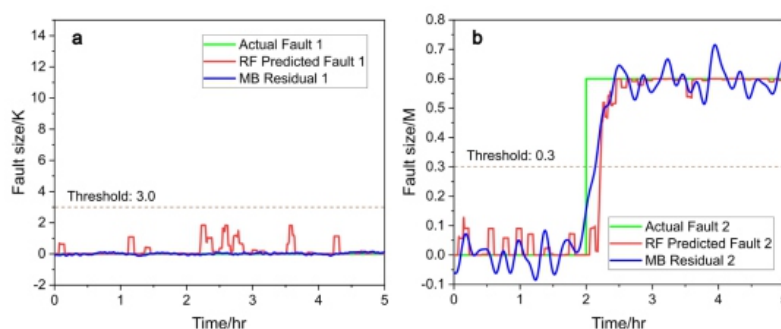 a
Actual Fault 1
RF Predicted Fault 1
MB Residual 1
Threshold: 3.0
Fault size/K
14
12
10
8
6
4
2
0
-2
0 1 2 3 4 5
Time/hr
b
Threshold: 0.3
Actual Fault 2
RF Predicted Fault 2
MB Residual 2
Fault size/M
0.8
0.7
0.6
0.5
0.4
0.3
0.2
0.1
0.0
-0.1
0 1 2 3 4
Time/hr